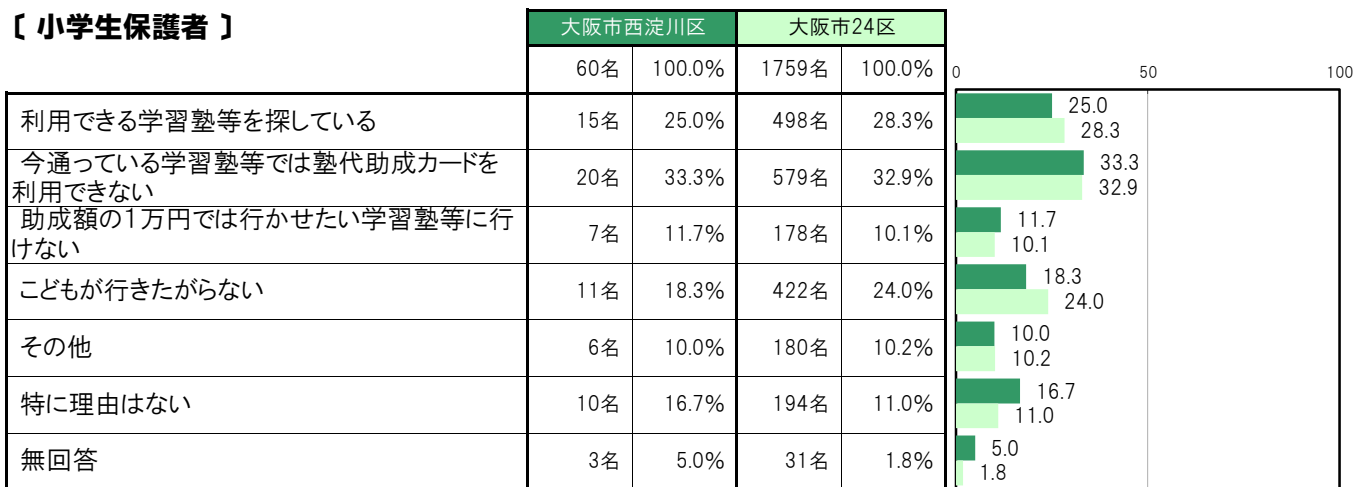 〔 小学生保護者 〕
大阪市西淀川区 大阪市24区
60名 100.0% 1759名 100.0%
0 50 100
利用できる学習塾等を探している 15名 25.0% 498名 28.3%
25.0
28.3
今通っている学習塾等では塾代助成カードを
利用できない 20名 33.3% 579名 32.9%
33.3
32.9
助成額の1万円では行かせたい学習塾等に行
けない 7名 11.7% 178名 10.1%
11.7
10.1
こどもが行きたがらない 11名 18.3% 422名 24.0%
18.3
24.0
その他 6名 10.0% 180名 10.2%
10.0
10.2
特に理由はない 10名 16.7% 194名 11.0%
16.7
11.0
無回答 3名 5.0% 31名 1.8%
5.0
1.8